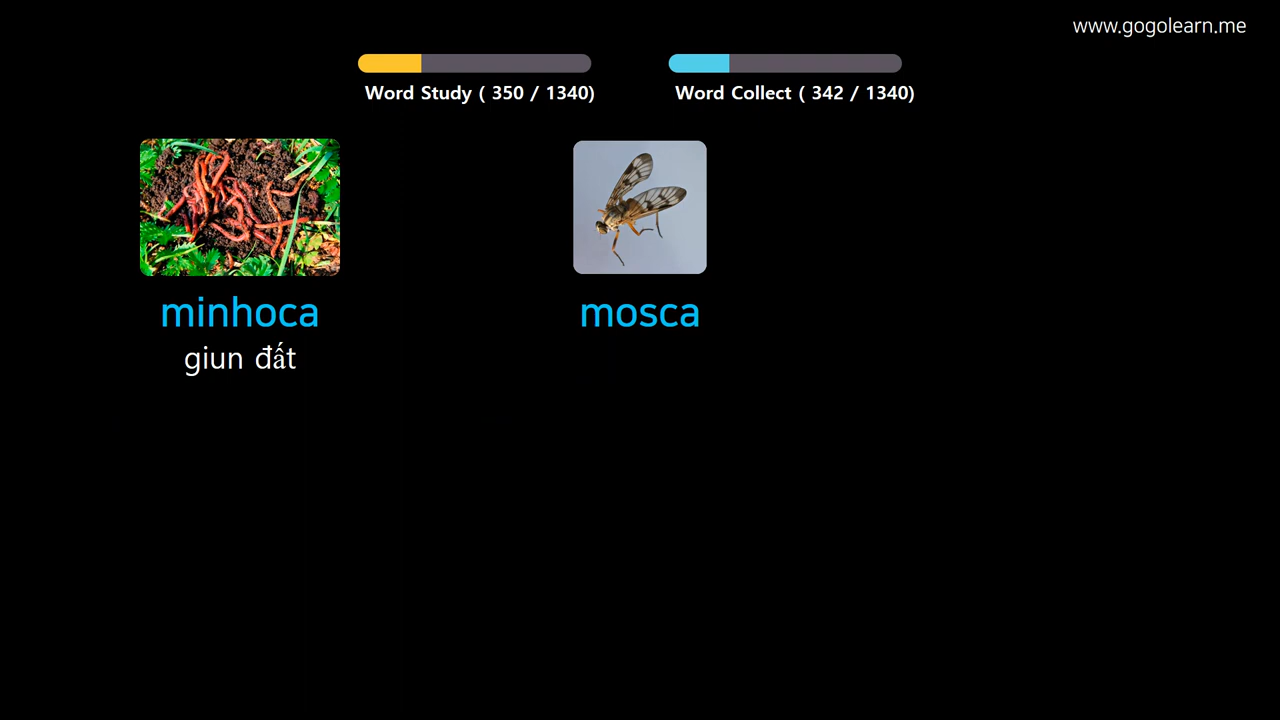 www.gogolearn.me
Word Study ( 350 / 1340)
Word Collect ( 342 / 1340)
minhoca
giun đất
mosca